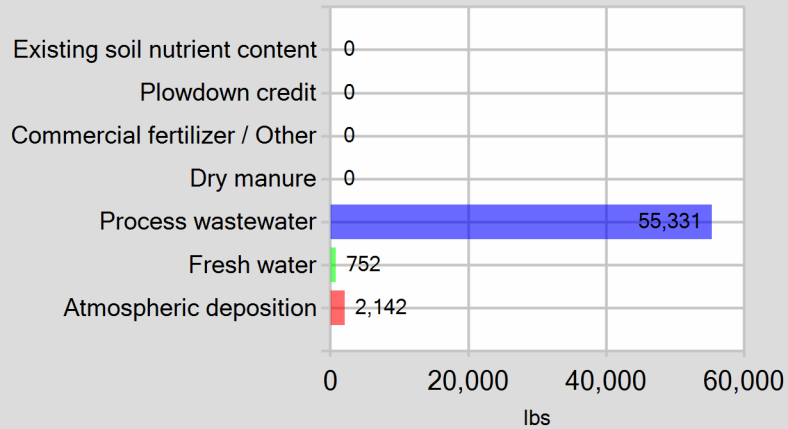 Existing soil nutrient content 0
Plowdown credit 0
Commercial fertilizer / Other 0
Dry manure 0
Process wastewater 55,331
Fresh water 752
Atmospheric deposition 2,142
0 20,000 40,000 60,000
lbs